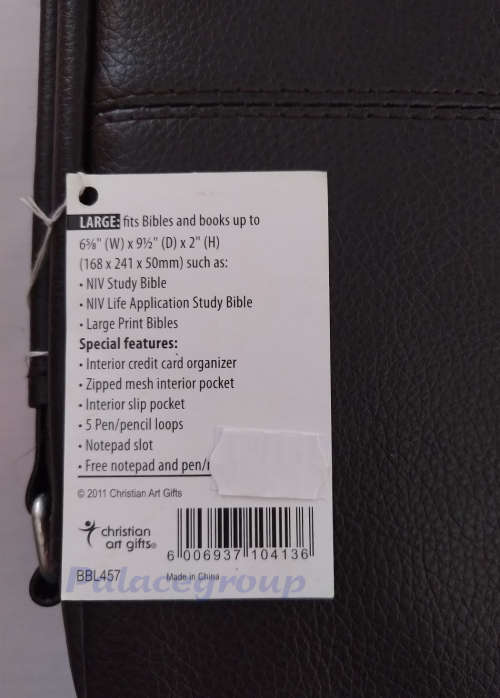 LARGE: fits Bibles and books up to
6⅝" (W) x 9½" (D) x 2" (H)
(168 x 241 x 50mm) such as:
• NIV Study Bible
• NIV Life Application Study Bible
• Large Print Bibles
Special features:
• Interior credit card organizer
• Zipped mesh interior pocket
• Interior slip pocket
• 5 Pen/pencil loops
• Notepad slot
• Free notepad and pen/
© 2011 Christian Art Gifts
christian
art gifts®
6 006937 104136
BBL457
Made in China
Palacegroup